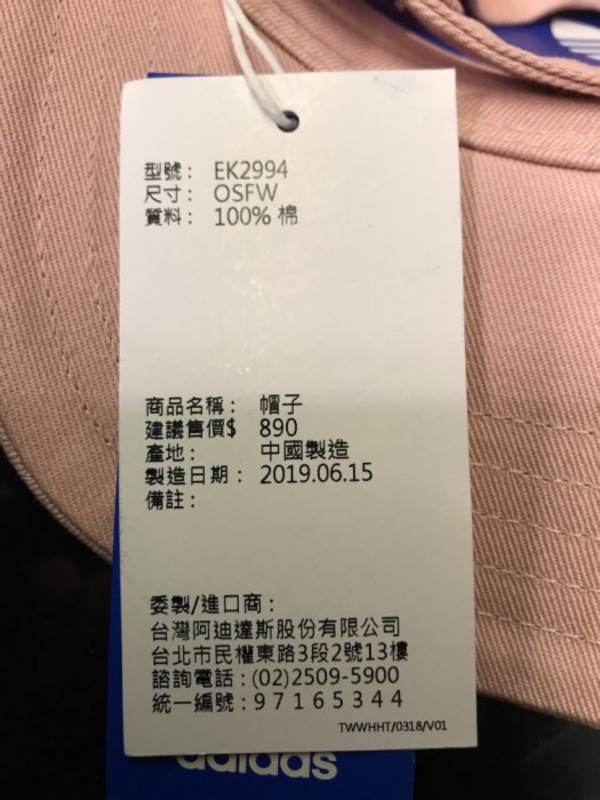 型號： EK2994
尺寸： OSFW
質料： 100% 棉
商品名稱： 帽子
建議售價$ 890
產地： 中國製造
製造日期： 2019.06.15
備註：
委製/進口商：
台灣阿迪達斯股份有限公司
台北市民權東路3段2號13樓
諮詢電話：(02)2509-5900
統一編號：97165344
TWWHHT/0318/V01
adidas